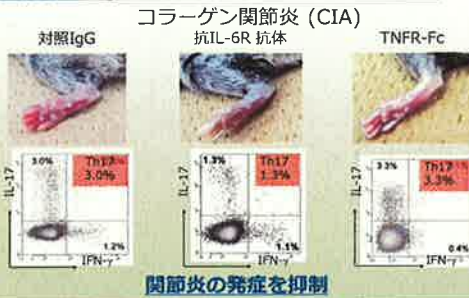 コラーゲン関節炎 (CIA)
対照IgG
抗IL-6R 抗体
TNFR-Fc
3.0%
Th17
3.0%
IL-17
1.2%
IFN-γ
1.3%
Th17
1.3%
IL-17
1.1%
IFN-γ
3.3%
Th17
3.3%
IL-17
0.4%
IFN-γ
関節炎の発症を抑制